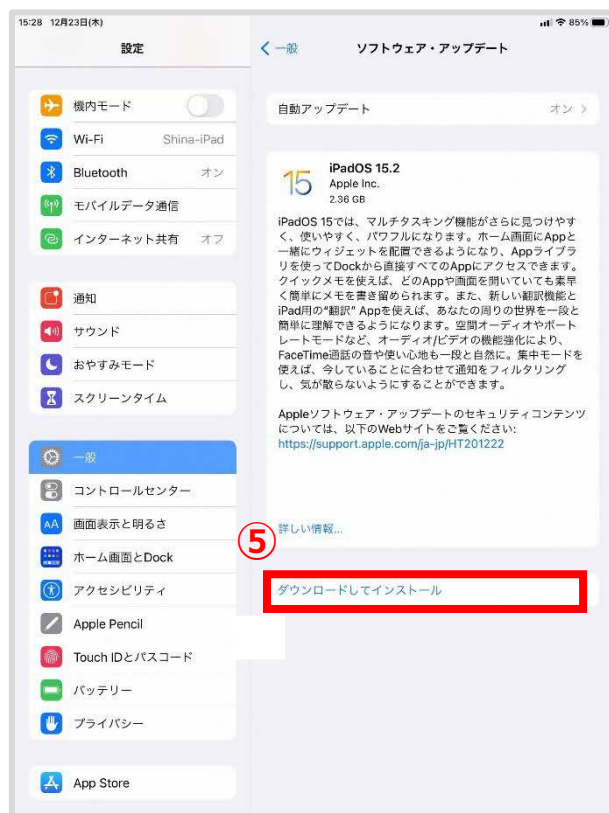 15:28 12月23日(木)
85%
設定
一般
ソフトウェア・アップデート
機内モード
Wi-Fi Shina-iPad
Bluetooth オン
モバイルデータ通信
インターネット共有 オフ
通知
サウンド
おやすみモード
スクリーンタイム
一般
コントロールセンター
AA 画面表示と明るさ
ホーム画面とDock
アクセシビリティ
Apple Pencil
Touch IDとパスコード
バッテリー
プライバシー
App Store
自動アップデート オン
15
iPadOS 15.2
Apple Inc.
2.36 GB
iPadOS 15では、マルチタスキング機能がさらに見つけやす
く、使いやすく、パワフルになります。ホーム画面にAppと
一緒にウィジェットを配置できるようになり、Appライブラ
リを使ってDockから直接すべてのAppにアクセスできます。
クイックメモを使えば、どのAppや画面を開いていても素早
く簡単にメモを書き留められます。また、新しい翻訳機能と
iPad用の“翻訳” Appを使えば、あなたの周りの世界を一段と
簡単に理解できるようになります。空間オーディオやポート
レートモードなど、オーディオ/ビデオの機能強化により、
FaceTime通話の音や使い心地も一段と自然に。集中モードを
使えば、今していることに合わせて通知をフィルタリング
し、気が散らないようにすることができます。
Appleソフトウェア・アップデートのセキュリティコンテンツ
については、以下のWebサイトをご覧ください:
https://support.apple.com/ja-jp/HT201222
詳しい情報...
⑤
ダウンロードしてインストール